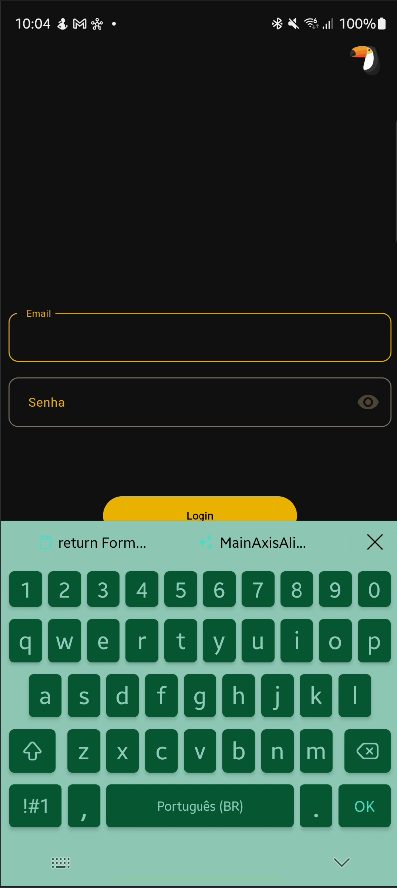 10:04 100%
Email
Senha
Login
return Form... MainAxisAli...
1 2 3 4 5 6 7 8 9 0
q w e r t y u i o p
a s d f g h j k l
z x c v b n m
!#1 , Português (BR) . OK